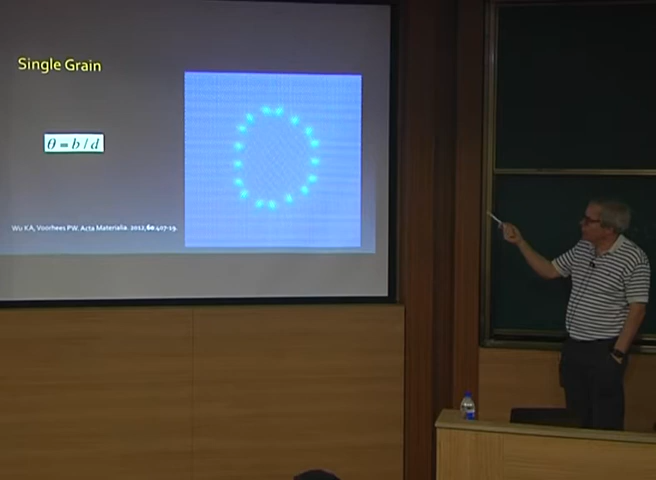 Single Grain
θ = b / d
Wu KA, Voorhees PW. Acta Materialia. 2012,60:407-19.